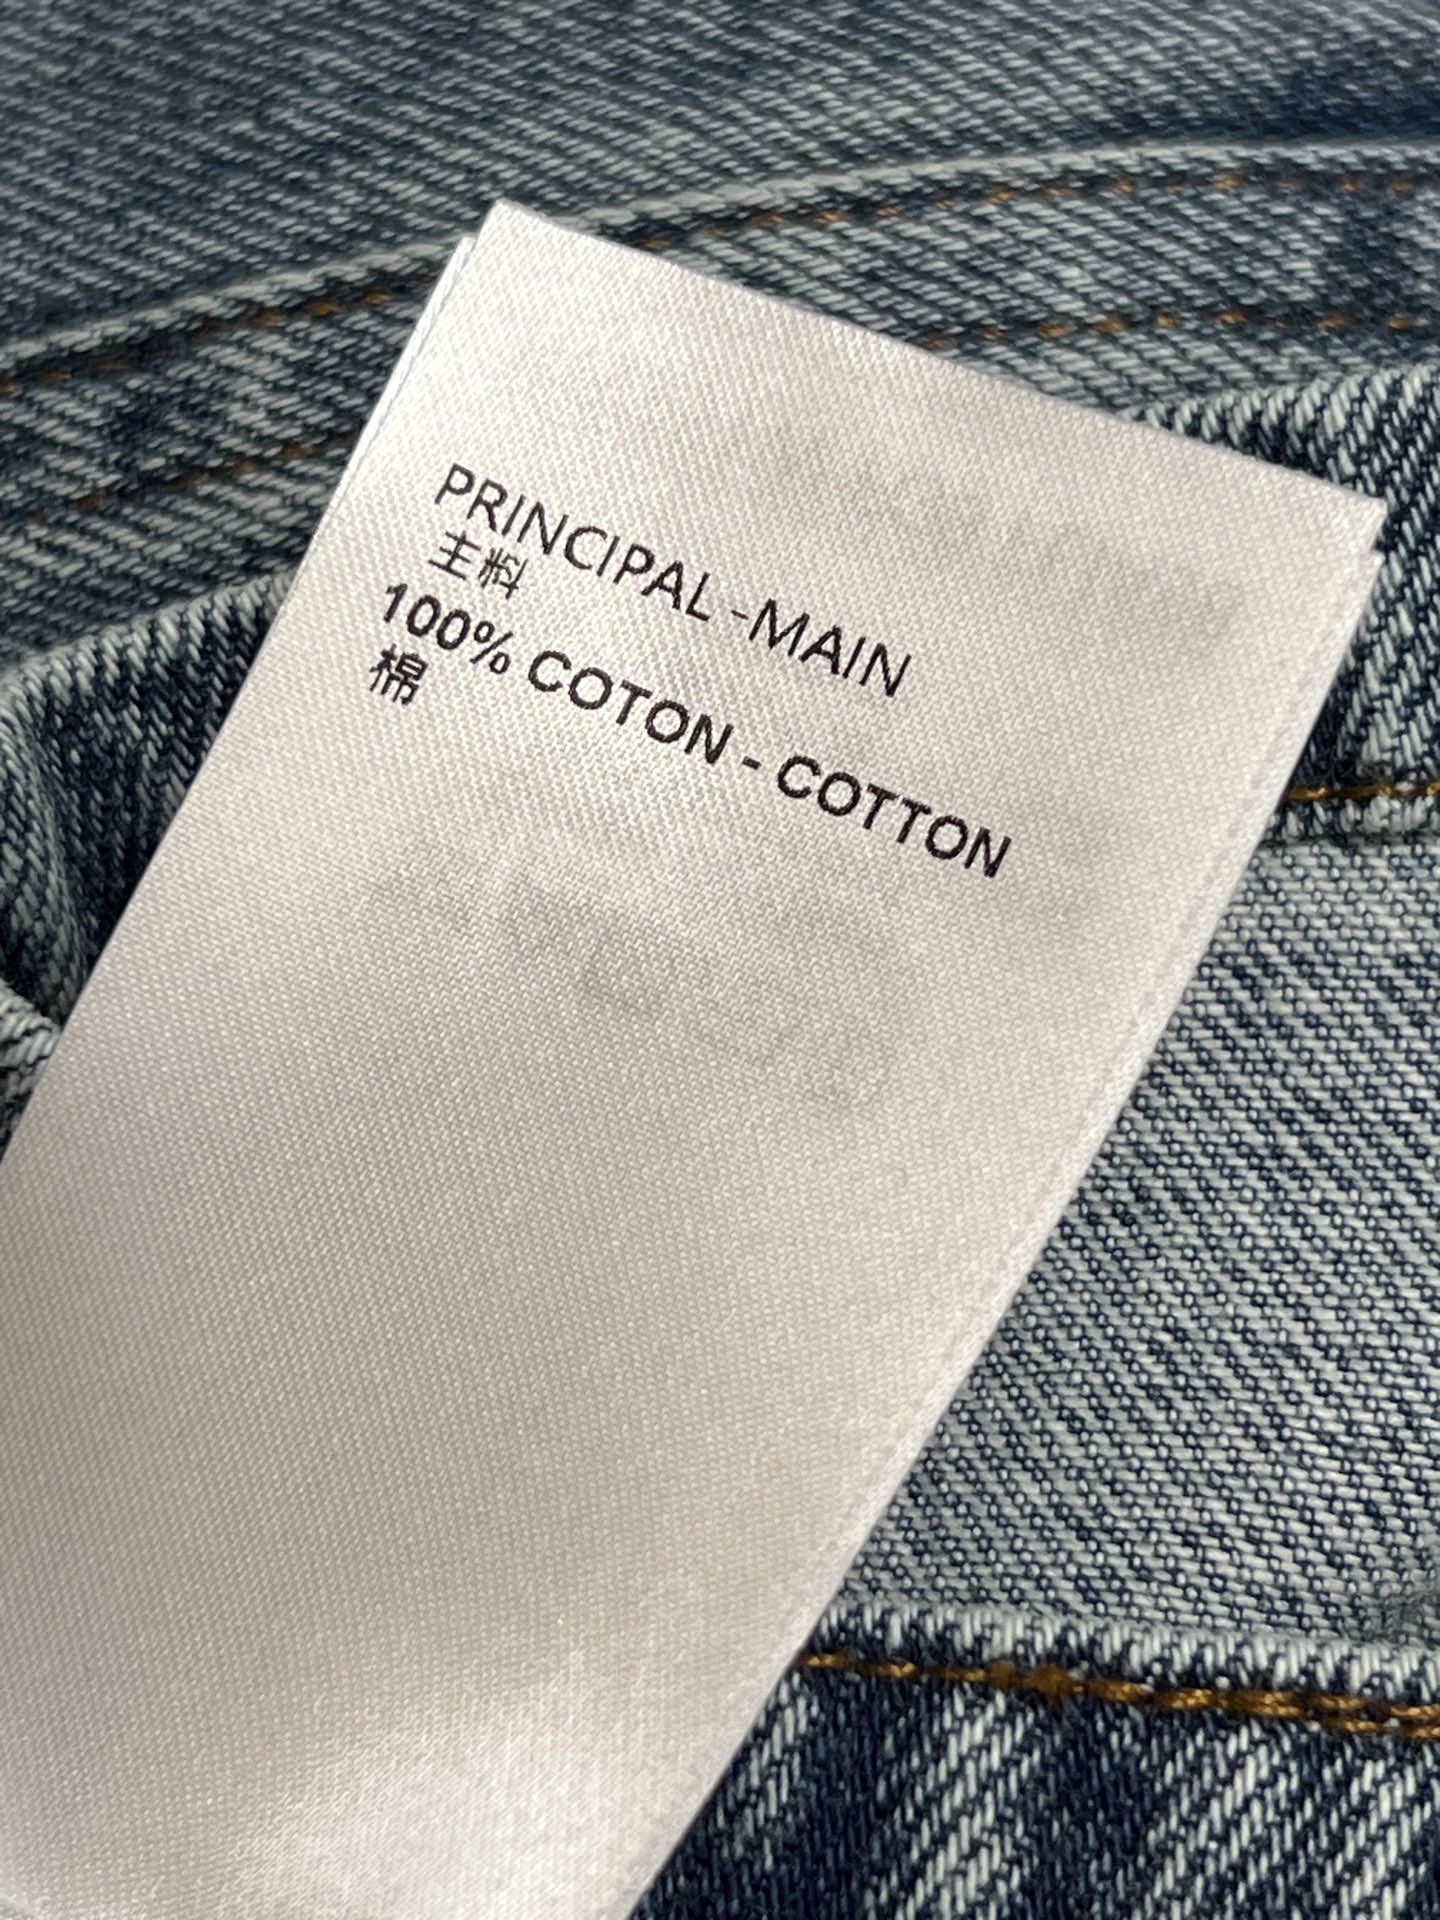 PRINCIPAL -MAIN
主料
100% COTON - COTTON
棉